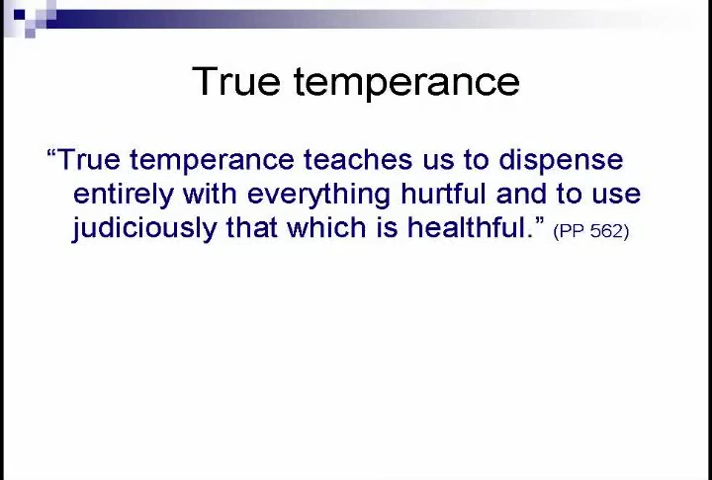 True temperance
“True temperance teaches us to dispense
entirely with everything hurtful and to use
judiciously that which is healthful.” (PP 562)